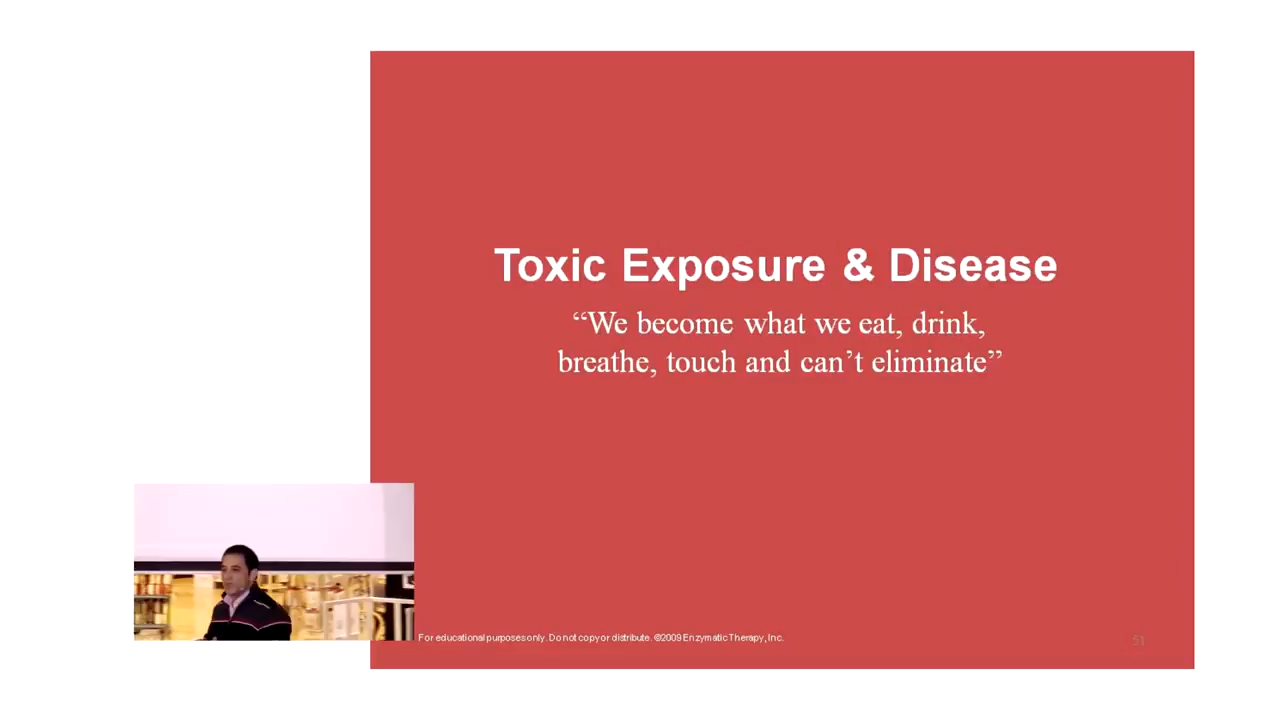 Toxic Exposure & Disease
“We become what we eat, drink,
breathe, touch and can’t eliminate”
For educational purposes only. Do not copy or distribute. ©2009 Enzymatic Therapy, Inc.
51